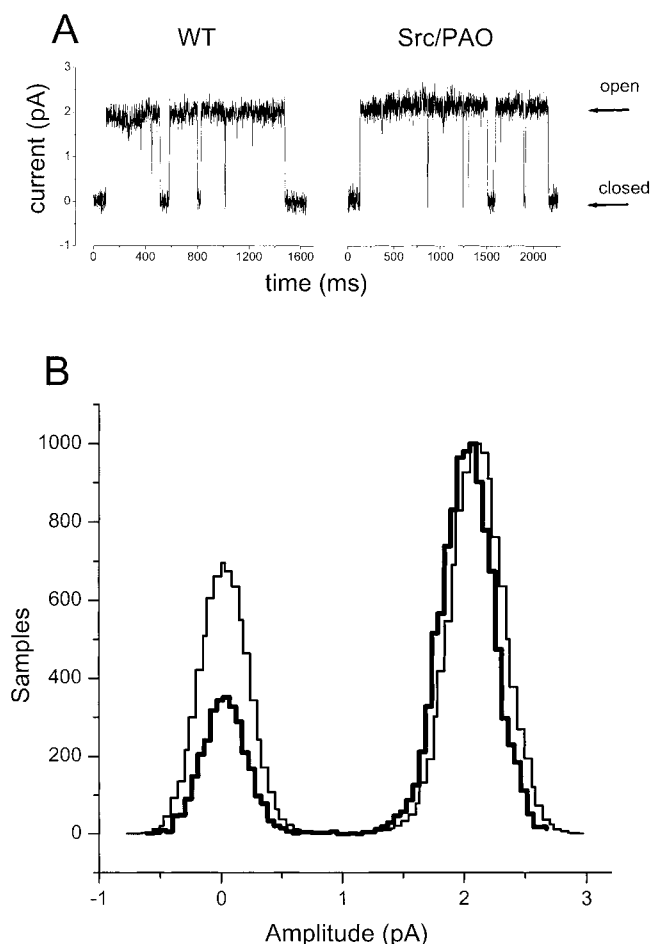 A
WT
Src/PAO
current (pA)
3
2
1
0
-1
open
closed
0 400 800 1200 1600
0 500 1000 1500 2000
time (ms)
B
Samples
1000
800
600
400
200
0
-1 0 1 2 3
Amplitude (pA)